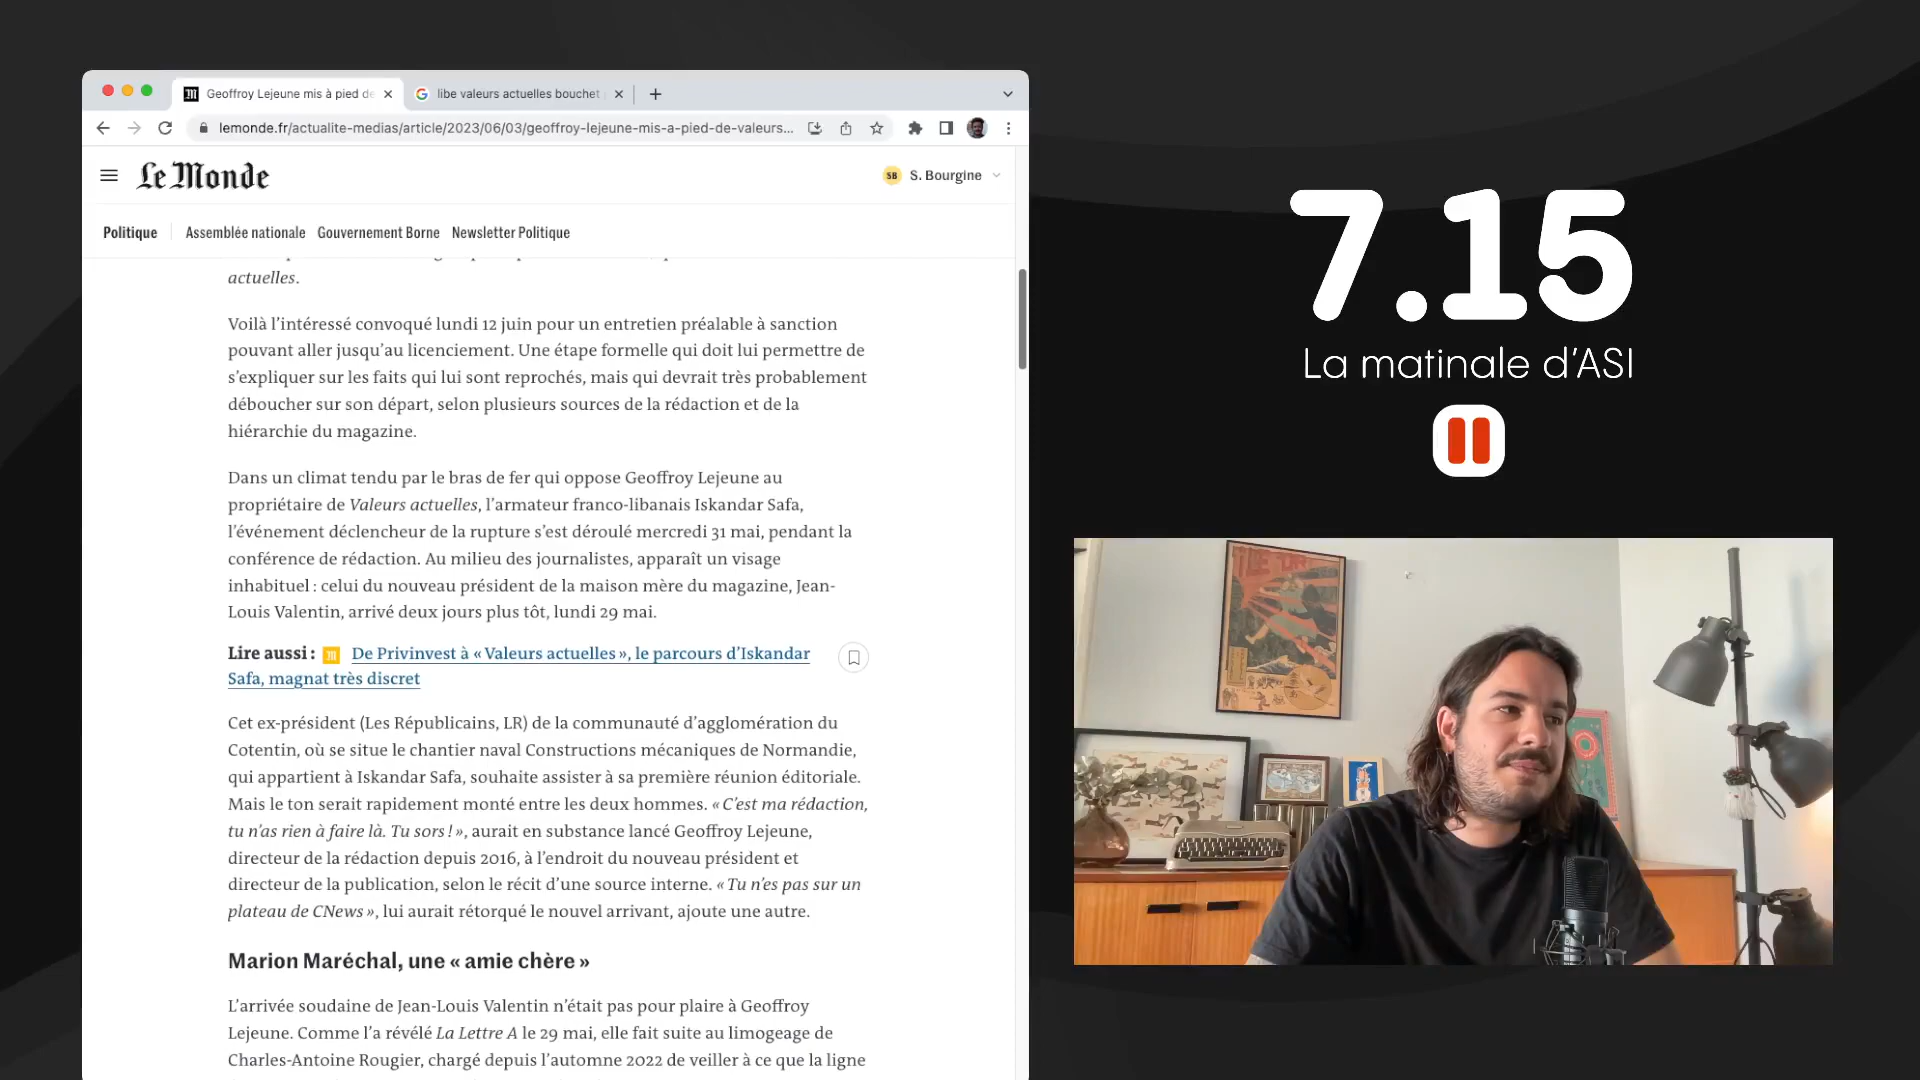 Geoffroy Lejeune mis à pied de
libe valeurs actuelles bouchet
lemonde.fr/actualite-medias/article/2023/06/03/geoffroy-lejeune-mis-a-pied-de-valeurs...
Le Monde
SB S. Bourgine
Politique
Assemblée nationale
Gouvernement Borne
Newsletter Politique
actuelles.
Voilà l’intéressé convoqué lundi 12 juin pour un entretien préalable à sanction
pouvant aller jusqu’au licenciement. Une étape formelle qui doit lui permettre de
s’expliquer sur les faits qui lui sont reprochés, mais qui devrait très probablement
déboucher sur son départ, selon plusieurs sources de la rédaction et de la
hiérarchie du magazine.
Dans un climat tendu par le bras de fer qui oppose Geoffroy Lejeune au
propriétaire de Valeurs actuelles, l’armateur franco-libanais Iskandar Safa,
l’événement déclencheur de la rupture s’est déroulé mercredi 31 mai, pendant la
conférence de rédaction. Au milieu des journalistes, apparaît un visage
inhabituel : celui du nouveau président de la maison mère du magazine, Jean-
Louis Valentin, arrivé deux jours plus tôt, lundi 29 mai.
Lire aussi : De Privinvest à « Valeurs actuelles », le parcours d’Iskandar
Safa, magnat très discret
Cet ex-président (Les Républicains, LR) de la communauté d’agglomération du
Cotentin, où se situe le chantier naval Constructions mécaniques de Normandie,
qui appartient à Iskandar Safa, souhaite assister à sa première réunion éditoriale.
Mais le ton serait rapidement monté entre les deux hommes. « C’est ma rédaction,
tu n’as rien à faire là. Tu sors ! », aurait en substance lancé Geoffroy Lejeune,
directeur de la rédaction depuis 2016, à l’endroit du nouveau président et
directeur de la publication, selon le récit d’une source interne. « Tu n’es pas sur un
plateau de CNews », lui aurait rétorqué le nouvel arrivant, ajoute une autre.
Marion Maréchal, une « amie chère »
L’arrivée soudaine de Jean-Louis Valentin n’était pas pour plaire à Geoffroy
Lejeune. Comme l’a révélé La Lettre A le 29 mai, elle fait suite au limogeage de
Charles-Antoine Rougier, chargé depuis l’automne 2022 de veiller à ce que la ligne
7.15
La matinale d’ASI